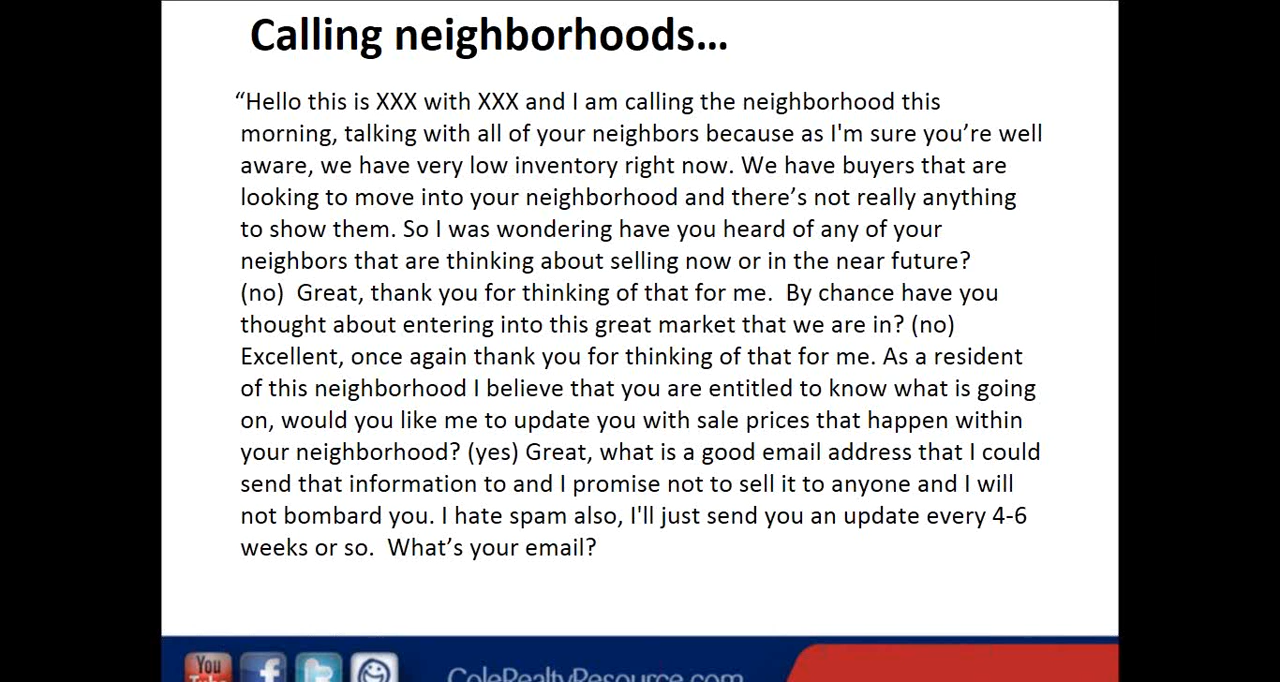 Calling neighborhoods...
“Hello this is XXX with XXX and I am calling the neighborhood this
morning, talking with all of your neighbors because as I'm sure you’re well
aware, we have very low inventory right now. We have buyers that are
looking to move into your neighborhood and there’s not really anything
to show them. So I was wondering have you heard of any of your
neighbors that are thinking about selling now or in the near future?
(no)  Great, thank you for thinking of that for me.  By chance have you
thought about entering into this great market that we are in? (no)
Excellent, once again thank you for thinking of that for me. As a resident
of this neighborhood I believe that you are entitled to know what is going
on, would you like me to update you with sale prices that happen within
your neighborhood? (yes) Great, what is a good email address that I could
send that information to and I promise not to sell it to anyone and I will
not bombard you. I hate spam also, I'll just send you an update every 4-6
weeks or so.  What’s your email?
You
Tube
ColeRealtyResource.com